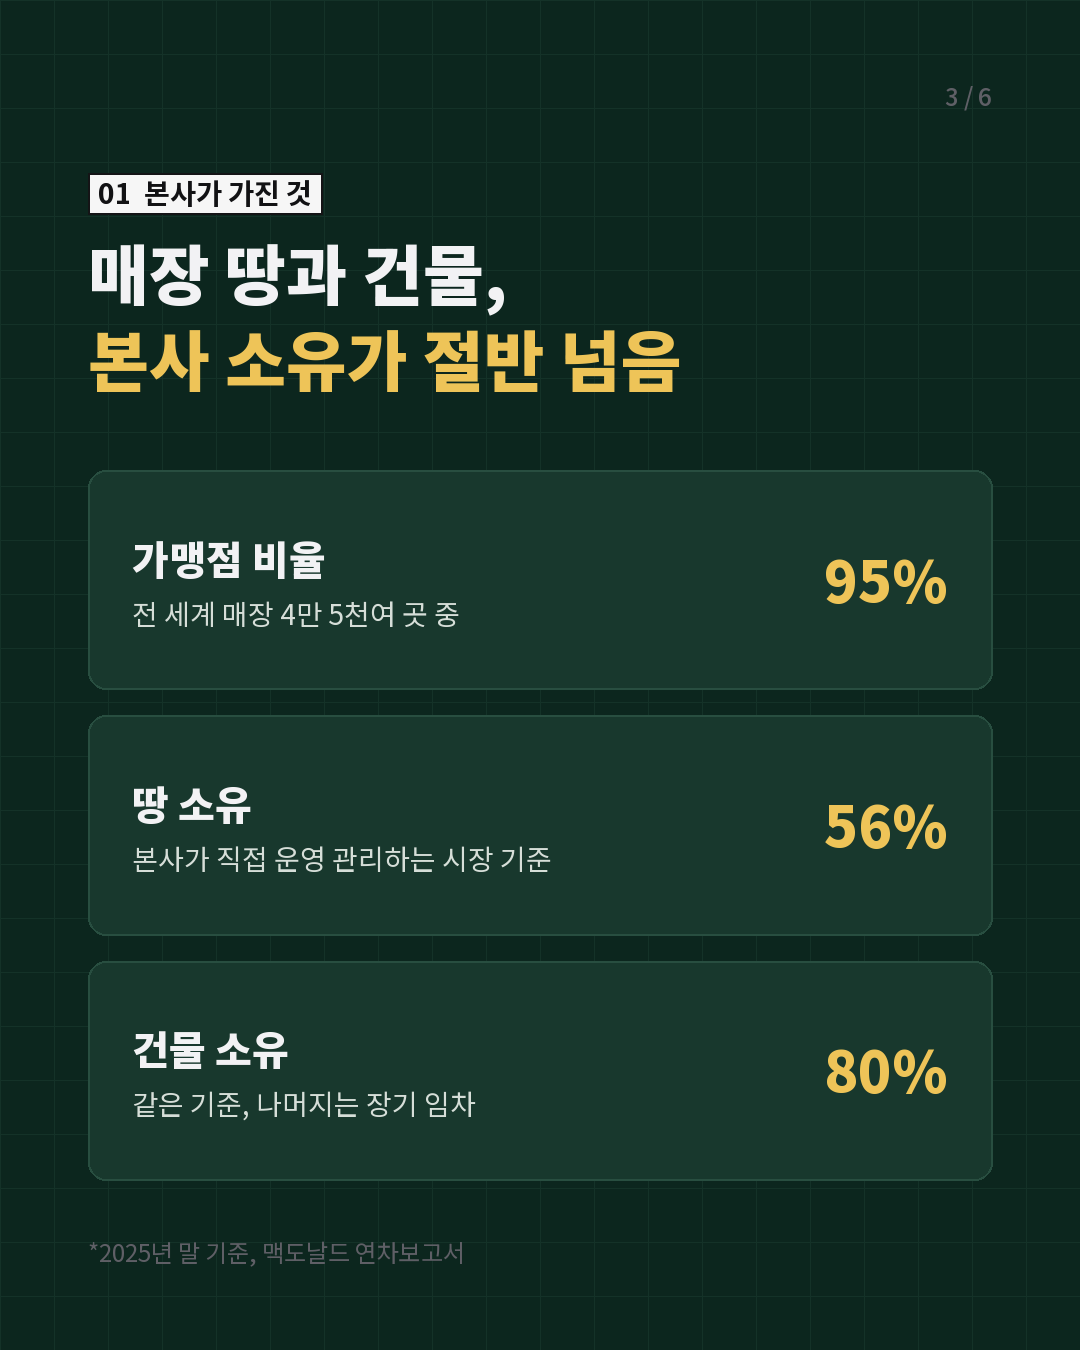 3 / 6
01 본사가 가진 것
매장 땅과 건물,
본사 소유가 절반 넘음
가맹점 비율
전 세계 매장 4만 5천여 곳 중
95%
땅 소유
본사가 직접 운영 관리하는 시장 기준
56%
건물 소유
같은 기준, 나머지는 장기 임차
80%
*2025년 말 기준, 맥도날드 연차보고서